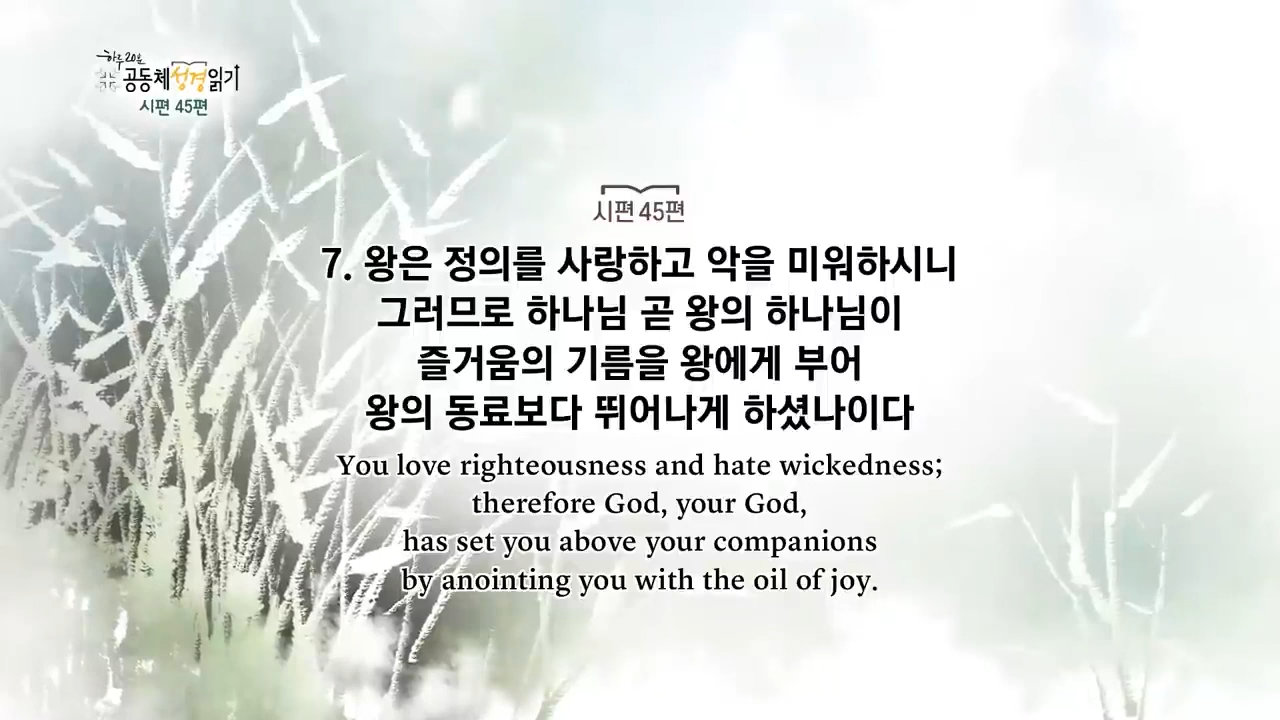 하루 20분
공동체성경읽기
시편 45편
시편 45편
7. 왕은 정의를 사랑하고 악을 미워하시니
그러므로 하나님 곧 왕의 하나님이
즐거움의 기름을 왕에게 부어
왕의 동료보다 뛰어나게 하셨나이다
You love righteousness and hate wickedness;
therefore God, your God,
has set you above your companions
by anointing you with the oil of joy.